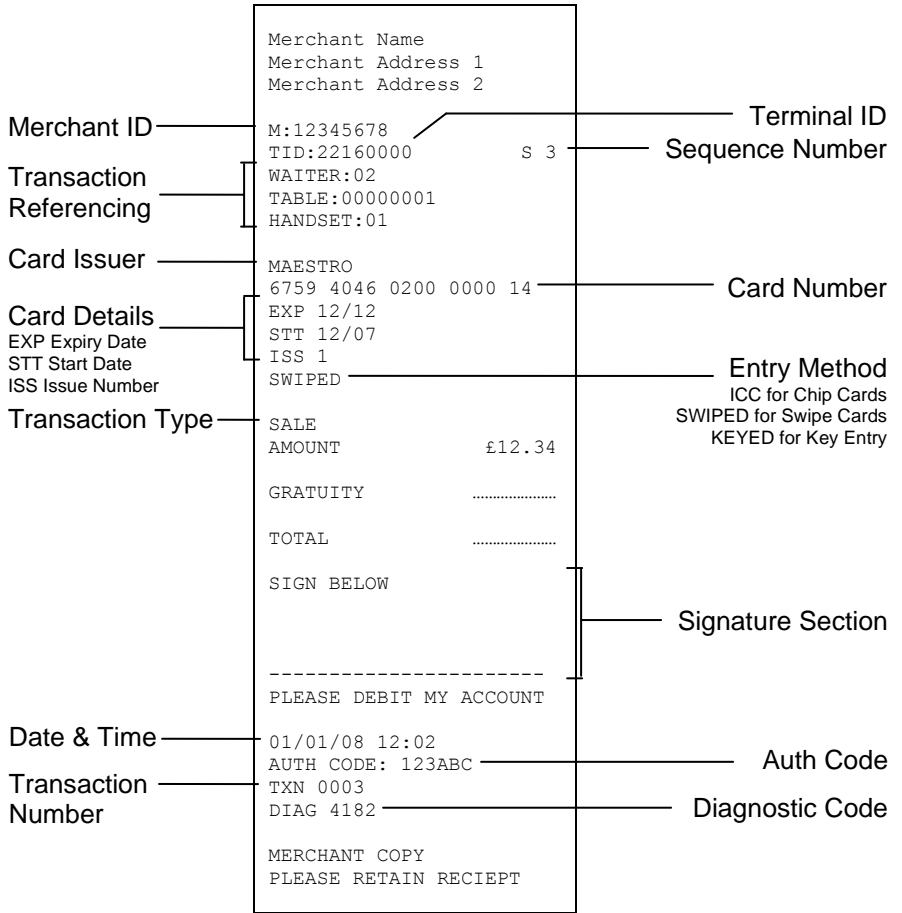 Merchant Name
Merchant Address 1
Merchant Address 2
Merchant ID
M:12345678
Terminal ID
TID:22160000 S 3
Sequence Number
Transaction
Referencing
WAITER:02
TABLE:00000001
HANDSET:01
Card Issuer
MAESTRO
6759 4046 0200 0000 14
Card Number
Card Details
EXP Expiry Date
STT Start Date
ISS Issue Number
EXP 12/12
STT 12/07
ISS 1
SWIPED
Entry Method
ICC for Chip Cards
SWIPED for Swipe Cards
KEYED for Key Entry
Transaction Type
SALE
AMOUNT £12.34
GRATUITY .....................
TOTAL .....................
SIGN BELOW
Signature Section
-----------------------
PLEASE DEBIT MY ACCOUNT
Date & Time
01/01/08 12:02
AUTH CODE: 123ABC
Auth Code
Transaction
Number
TXN 0003
DIAG 4182
Diagnostic Code
MERCHANT COPY
PLEASE RETAIN RECIEPT